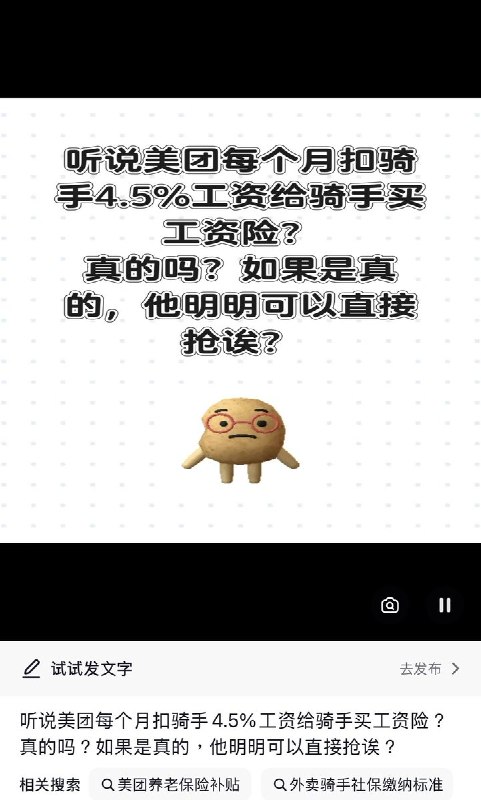 听说美团每个月扣骑
手4.5%工资给骑手买
工资险？
真的吗？如果是真
的，他明明可以直接
抢诶？
试试发文字
去发布
听说美团每个月扣骑手4.5%工资给骑手买工资险？
真的吗？如果是真的，他明明可以直接抢诶？
相关搜索
美团养老保险补贴
外卖骑手社保缴纳标准